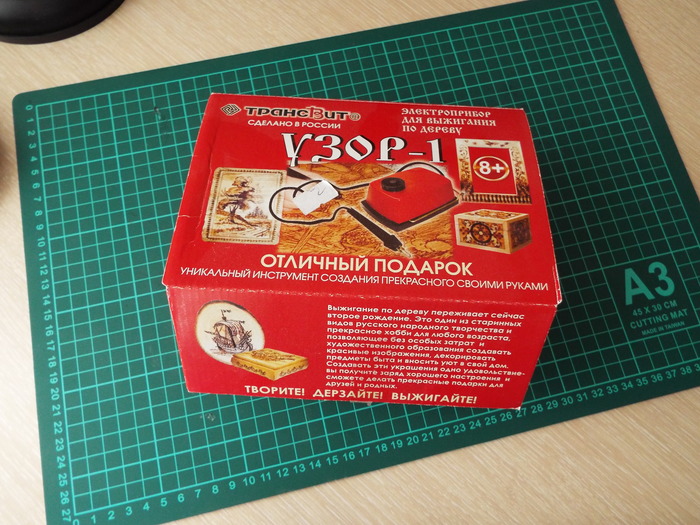 ТРАНСВИТ®
СДЕЛАНО В РОССИИ
ЭЛЕКТРОПРИБОР
ДЛЯ ВЫЖИГАНИЯ
ПО ДЕРЕВУ
УЗОР-1
8+
ОТЛИЧНЫЙ ПОДАРОК
УНИКАЛЬНЫЙ ИНСТРУМЕНТ СОЗДАНИЯ ПРЕКРАСНОГО СВОИМИ РУКАМИ
Выжигание по дереву переживает сейчас
второе рождение. Это один из старинных
видов русского народного творчества и
прекрасное хобби для любого возраста,
позволяющее без особых затрат и
художественного образования создавать
красивые изображения, декорировать
предметы быта и вносить уют в свой дом.
Создавать эти украшения одно удовольствие-
вы получите заряд хорошего настроения и
сможете делать прекрасные подарки для
друзей и родных.
ТВОРИТЕ! ДЕРЗАЙТЕ! ВЫЖИГАЙТЕ!
A3
45 X 30 CM
CUTTING MAT
MADE IN TAIWAN